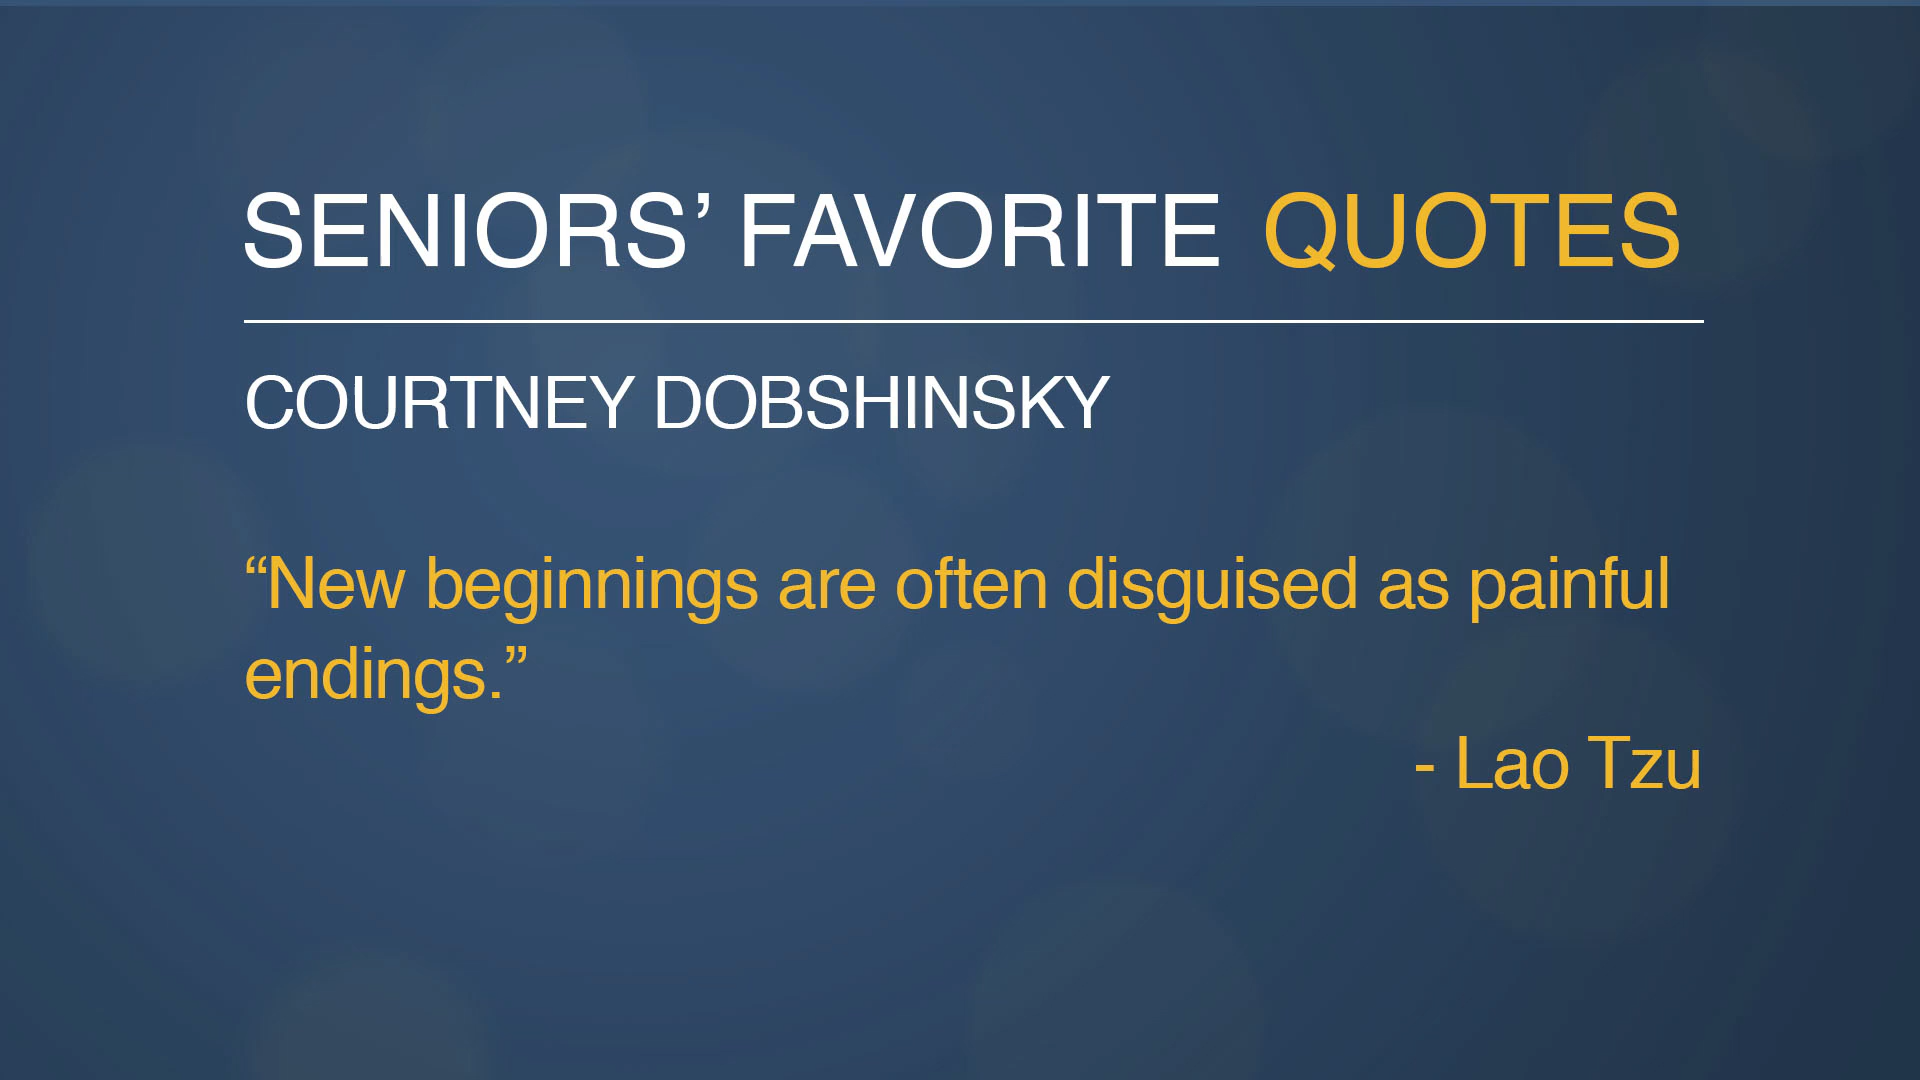 SENIORS’ FAVORITE QUOTES
COURTNEY DOBSHINSKY
“New beginnings are often disguised as painful
endings.”
- Lao Tzu